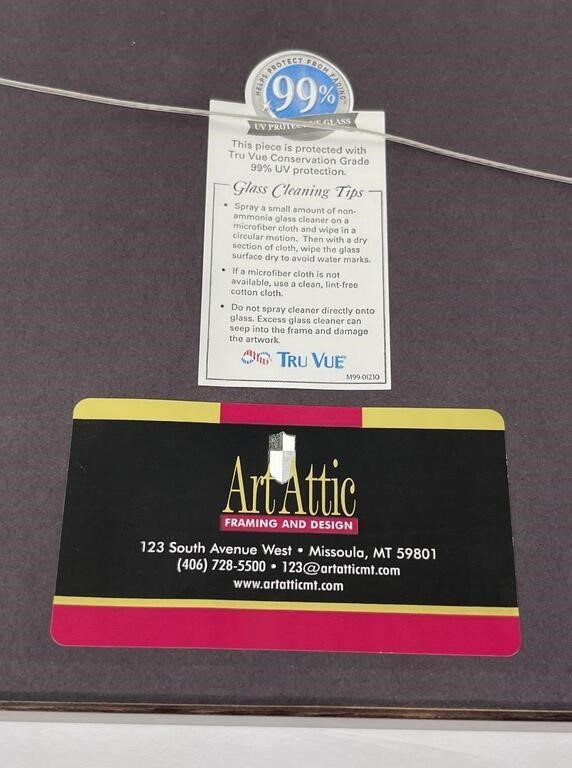 HELPS PROTECT FROM FADING
99%
UV PROTECTIVE GLASS
This piece is protected with
Tru Vue Conservation Grade
99% UV protection.
Glass Cleaning Tips
• Spray a small amount of non-
ammonia glass cleaner on a
microfiber cloth and wipe in a
circular motion. Then with a dry
section of cloth, wipe the glass
surface dry to avoid water marks.
• If a microfiber cloth is not
available, use a clean, lint-free
cotton cloth.
• Do not spray cleaner directly onto
glass. Excess glass cleaner can
seep into the frame and damage
the artwork.
TRU VUE®
M99-01230
Art Attic
FRAMING AND DESIGN
123 South Avenue West • Missoula, MT 59801
(406) 728-5500 • 123@artatticmt.com
www.artatticmt.com